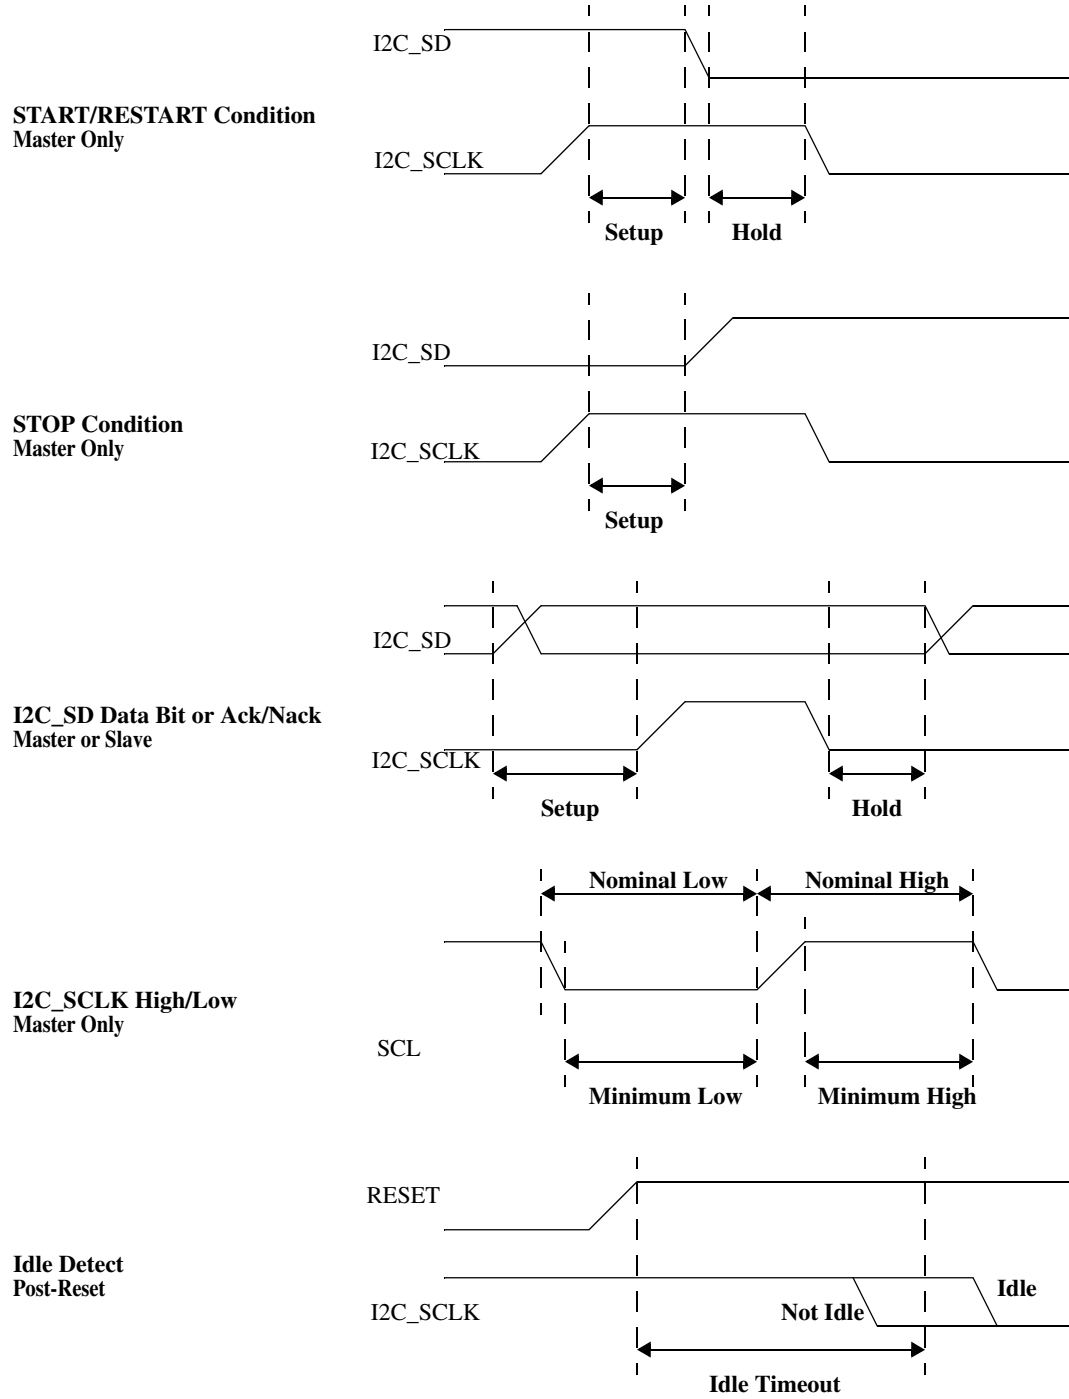 I2C_SD
START/RESTART Condition
Master Only
I2C_SCLK
Setup
Hold
I2C_SD
STOP Condition
Master Only
I2C_SCLK
Setup
I2C_SD
I2C_SD Data Bit or Ack/Nack
Master or Slave
I2C_SCLK
Setup
Hold
Nominal Low
Nominal High
I2C_SCLK High/Low
Master Only
SCL
Minimum Low
Minimum High
RESET
Idle Detect
Post-Reset
I2C_SCLK
Not Idle
Idle
Idle Timeout